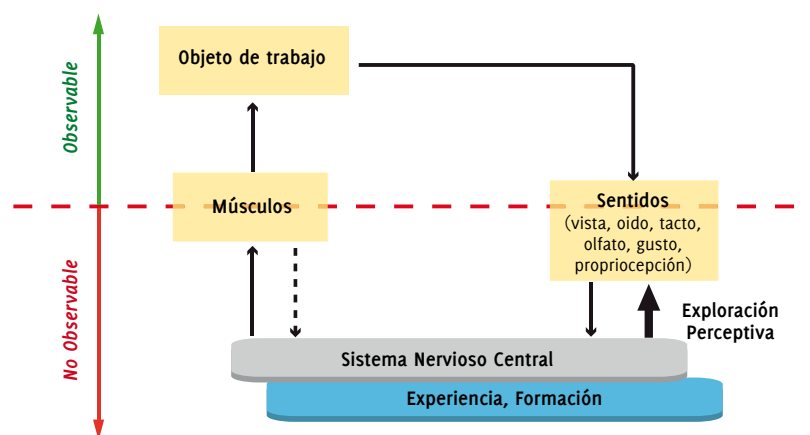 Observable
No Observable
Objeto de trabajo
Músculos
Sentidos
(vista, oido, tacto,
olfato, gusto,
propriocepción)
Exploración
Perceptiva
Sistema Nervioso Central
Experiencia, Formación